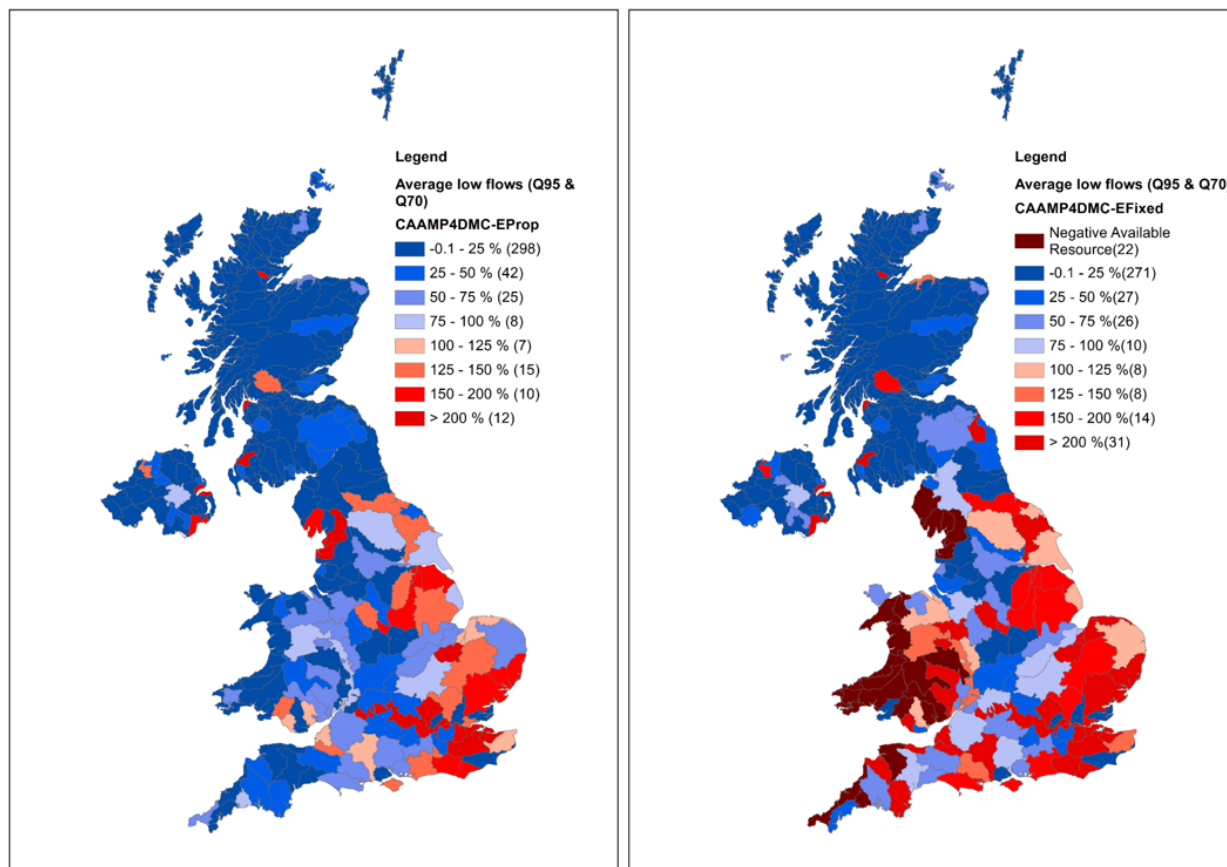 Legend
Average low flows (Q95 &
Q70)
CAAMP4DMC-EProp
-0.1 - 25 % (298)
25 - 50 % (42)
50 - 75 % (25)
75 - 100 % (8)
100 - 125 % (7)
125 - 150 % (15)
150 - 200 % (10)
> 200 % (12)
Legend
Average low flows (Q95 & Q70)
CAAMP4DMC-EFixed
Negative Available
Resource(22)
-0.1 - 25 %(271)
25 - 50 %(27)
50 - 75 %(26)
75 - 100 %(10)
100 - 125 %(8)
125 - 150 %(8)
150 - 200 %(14)
> 200 %(31)